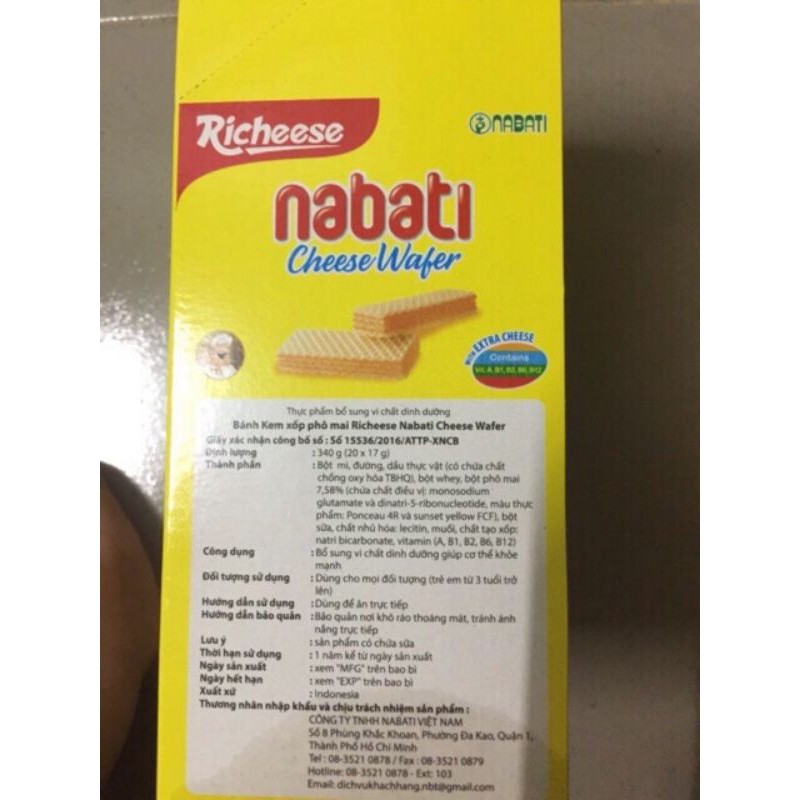 Richeese
NABATI
nabati
Cheese Wafer
WITH EXTRA CHEESE
Contains
Vit. A, B1, B2, B6, B12
Thực phẩm bổ sung vi chất dinh dưỡng
Bánh Kem xốp phô mai Richeese Nabati Cheese Wafer
Giấy xác nhận công bố số : Số 15536/2016/ATTP-XNCB
Định lượng : 340 g (20 x 17 g)
Thành phần : Bột mì, đường, dầu thực vật (có chứa chất
chống oxy hóa TBHQ), bột whey, bột phô mai
7,58% (chứa chất điều vị: monosodium
glutamate và dinatri-5-ribonucleotide, màu thực
phẩm: Ponceau 4R và sunset yellow FCF), bột
sữa, chất nhũ hóa: lecitin, muối, chất tạo xốp:
natri bicarbonate, vitamin (A, B1, B2, B6, B12)
Công dụng : Bổ sung vi chất dinh dưỡng giúp cơ thể khỏe
mạnh
Đối tượng sử dụng : Dùng cho mọi đối tượng (trẻ em từ 3 tuổi trở
lên)
Hướng dẫn sử dụng : Dùng để ăn trực tiếp
Hướng dẫn bảo quản : Bảo quản nơi khô ráo thoáng mát, tránh ánh
nắng trực tiếp
Lưu ý : sản phẩm có chứa sữa
Thời hạn sử dụng : 1 năm kể từ ngày sản xuất
Ngày sản xuất : xem "MFG" trên bao bì
Ngày hết hạn : xem "EXP" trên bao bì
Xuất xứ : Indonesia
Thương nhân nhập khẩu và chịu trách nhiệm sản phẩm :
CÔNG TY TNHH NABATI VIỆT NAM
Số 8 Phùng Khắc Khoan, Phường Đa Kao, Quận 1,
Thành Phố Hồ Chí Minh
Tel : 08-3521 0878 / Fax : 08-3521 0879
Hotline: 08-3521 0878 - Ext: 103
Email: dichvukhachhang.nbt@gmail.com